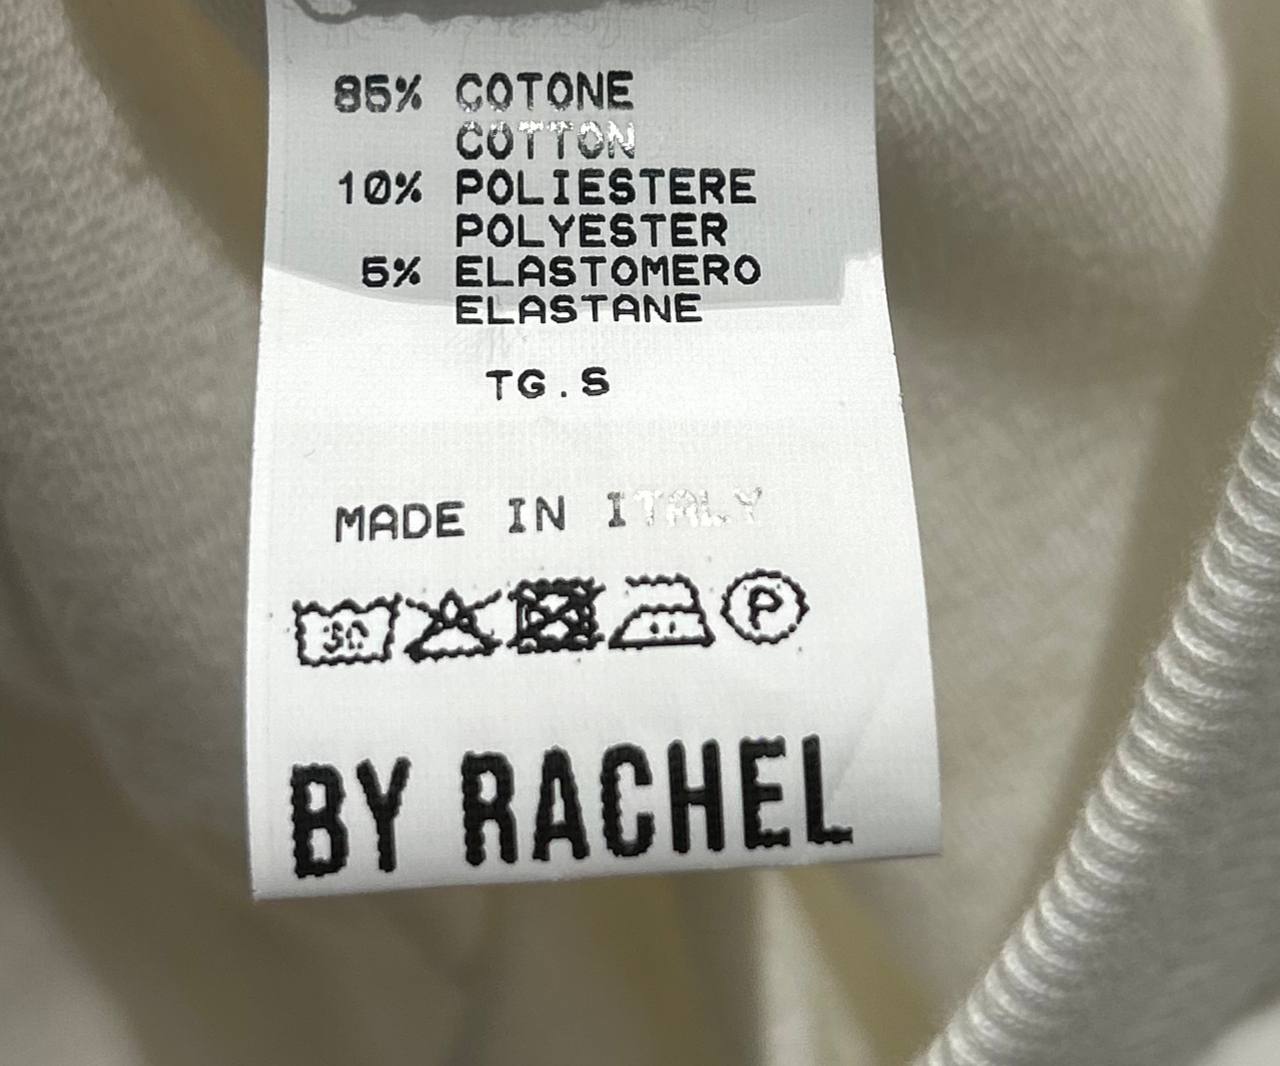 85% COTONE
COTTON
10% POLIESTERE
POLYESTER
5% ELASTOMERO
ELASTANE
TG.S
MADE IN ITALY
30 P
BY RACHEL